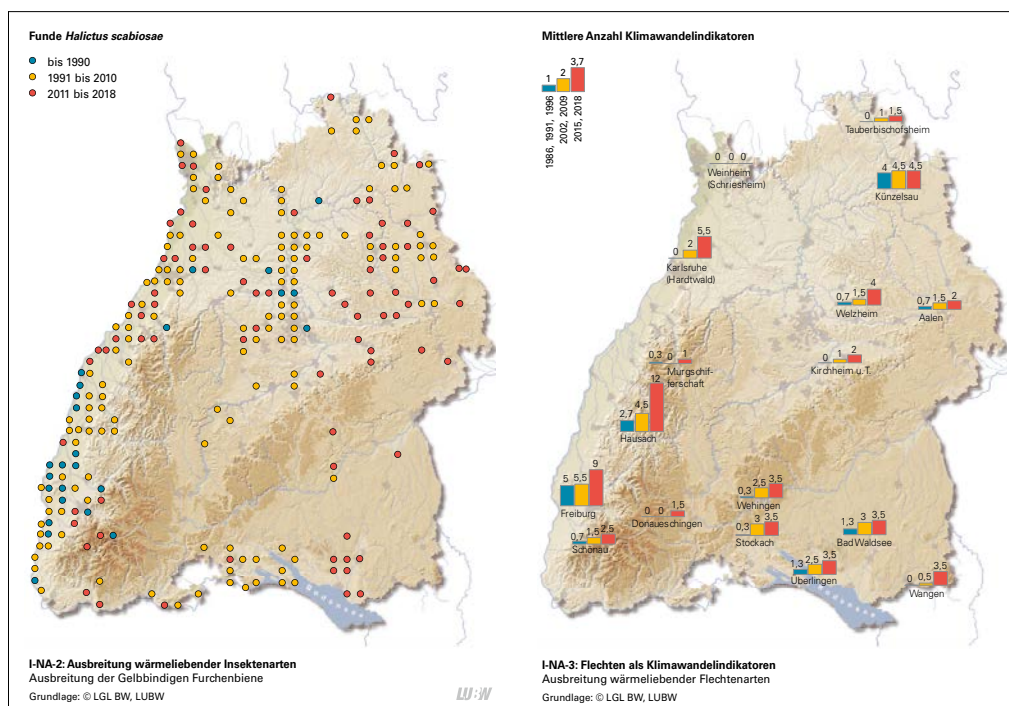 Funde Halictus scabiosae
bis 1990
1991 bis 2010
2011 bis 2018
I-NA-2: Ausbreitung wärmeliebender Insektenarten
Ausbreitung der Gelbbindigen Furchenbiene
Grundlage: © LGL BW, LUBW
LU:W
Mittlere Anzahl Klimawandelindikatoren
1 2 3,7
1986, 1991, 1996
2002, 2009
2015, 2018
0 1 1,5
Tauberbischofsheim
0 0 0
Weinheim
(Schriesheim)
4 4,5 4,5
Künzelsau
0 2 5,5
Karlsruhe
(Hardtwald)
0,7 1,5 4
Welzheim
0,7 1,5 2
Aalen
0,3 0 1
Murgschif-
ferschaft
0 1 2
Kirchheim u.T.
2,7 4,5 12
Hausach
5 5,5 9
Freiburg
0,3 2,5 3,5
Wehingen
0 0 1,5
Donaueschingen
0,7 1,5 2,5
Schönau
0,3 3 3,5
Stockach
1,3 3 3,5
Bad Waldsee
1,3 2,5 3,5
Überlingen
0 0,5 3,5
Wangen
I-NA-3: Flechten als Klimawandelindikatoren
Ausbreitung wärmeliebender Flechtenarten
Grundlage: © LGL BW, LUBW